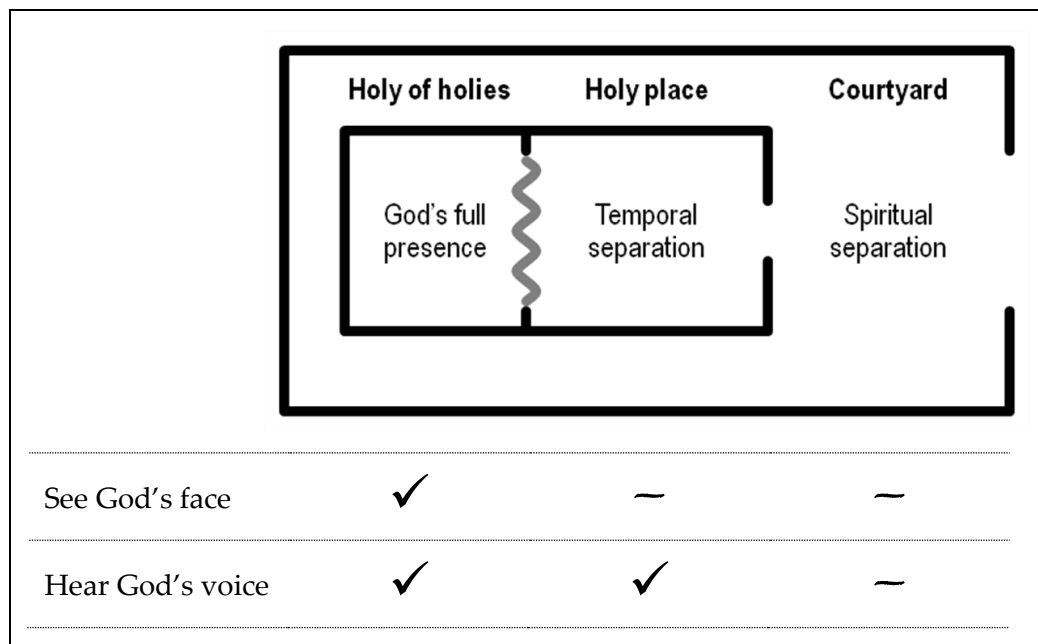 Holy of holies Holy place Courtyard
God's full Temporal Spiritual
presence separation separation
See God's face ✓ ~ ~
Hear God's voice ✓ ✓ ~